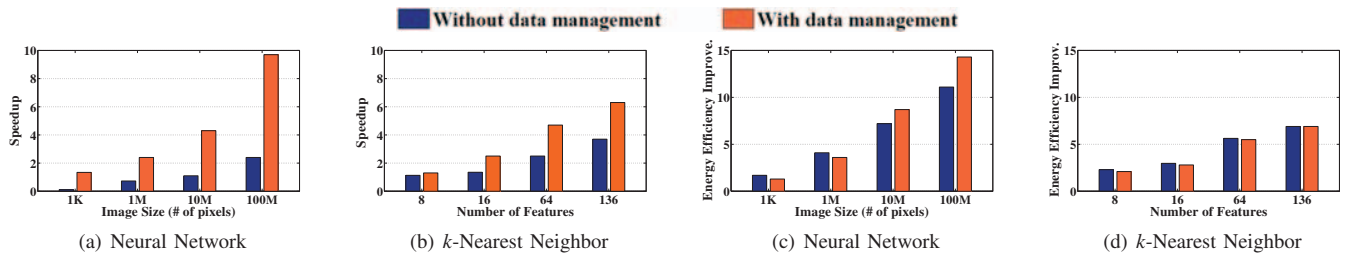 Without data management
With data management
10
8
6
4
2
0
Speedup
1K
1M
10M
100M
Image Size (# of pixels)
(a) Neural Network
10
8
6
4
2
0
Speedup
8
16
64
136
Number of Features
(b) k-Nearest Neighbor
15
10
5
0
Energy Efficiency Improve.
1K
1M
10M
100M
Image Size (# of pixels)
(c) Neural Network
15
10
5
0
Energy Efficiency Improv.
8
16
64
136
Number of Features
(d) k-Nearest Neighbor